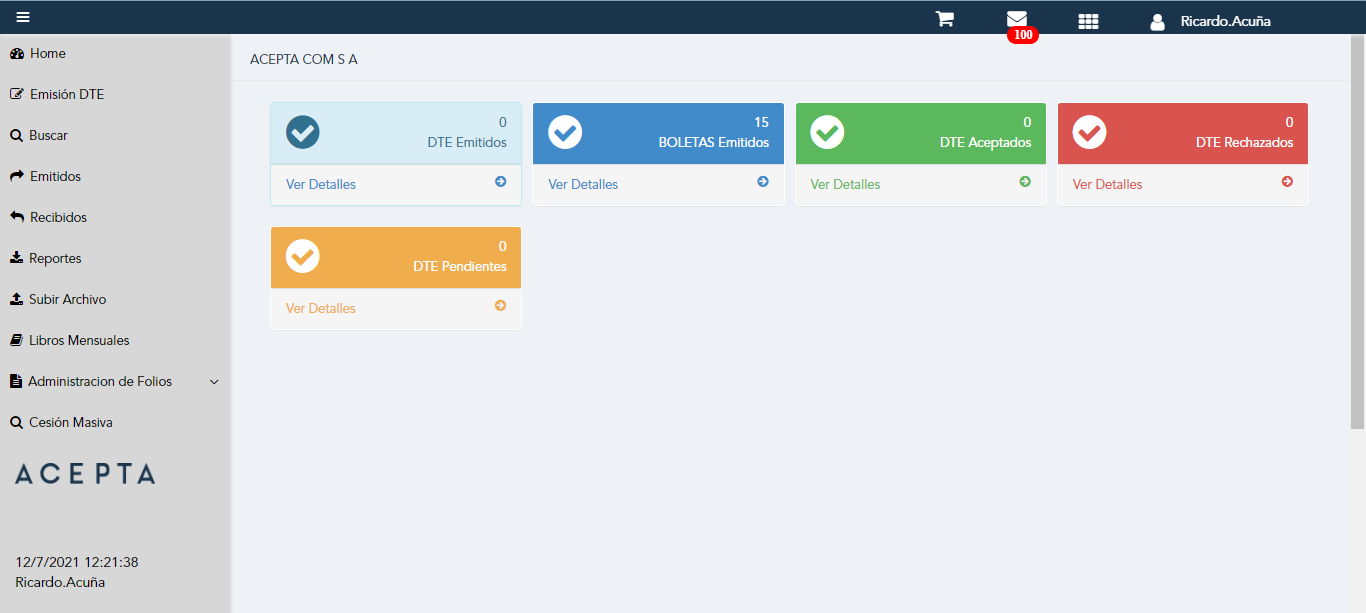 Ricardo.Acuña
100
Home
Emisión DTE
Buscar
Emitidos
Recibidos
Reportes
Subir Archivo
Libros Mensuales
Administracion de Folios
Cesión Masiva
ACEPTA
12/7/2021 12:21:38
Ricardo.Acuña
ACEPTA COM S A
0
DTE Emitidos
Ver Detalles
15
BOLETAS Emitidos
Ver Detalles
0
DTE Aceptados
Ver Detalles
0
DTE Rechazados
Ver Detalles
0
DTE Pendientes
Ver Detalles